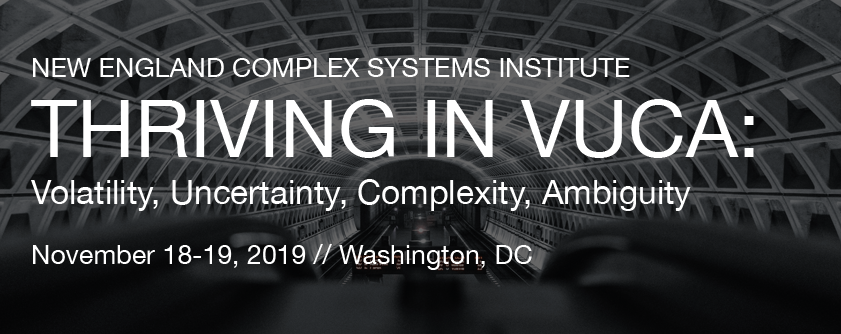 NEW ENGLAND COMPLEX SYSTEMS INSTITUTE
THRIVING IN VUCA:
Volatility, Uncertainty, Complexity, Ambiguity
November 18-19, 2019 // Washington, DC